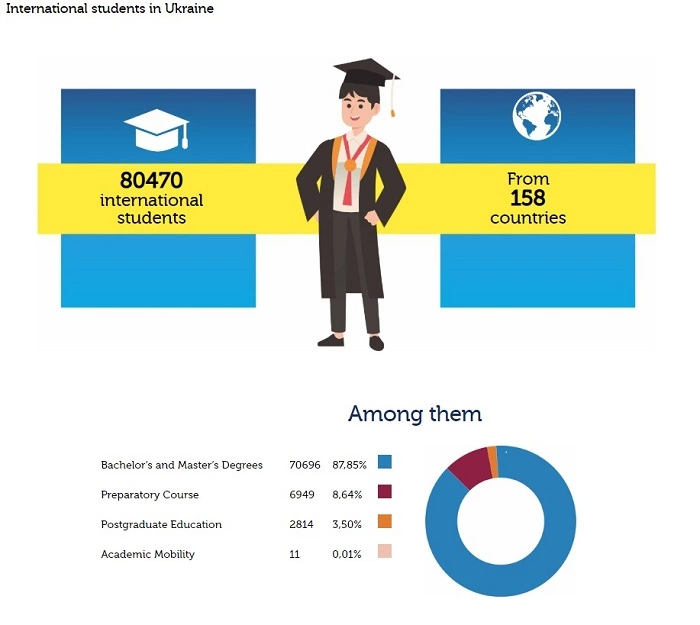 International students in Ukraine
80470
international
students
From
158
countries
Among them
Bachelor's and Master's Degrees 70696 87,85%
Preparatory Course 6949 8,64%
Postgraduate Education 2814 3,50%
Academic Mobility 11 0,01%